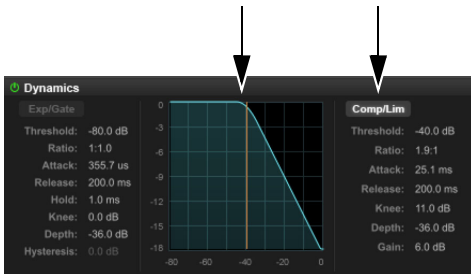 Dynamics
Exp/Gate
Threshold: -80.0 dB
Ratio: 1:1.0
Attack: 355.7 us
Release: 200.0 ms
Hold: 1.0 ms
Knee: 0.0 dB
Depth: -36.0 dB
Hysteresis: 0.0 dB
0
-3
-6
-9
-12
-15
-18
-80 -60 -40 -20 0
Comp/Lim
Threshold: -40.0 dB
Ratio: 1.9:1
Attack: 25.1 ms
Release: 200.0 ms
Knee: 11.0 dB
Depth: -36.0 dB
Gain: 6.0 dB